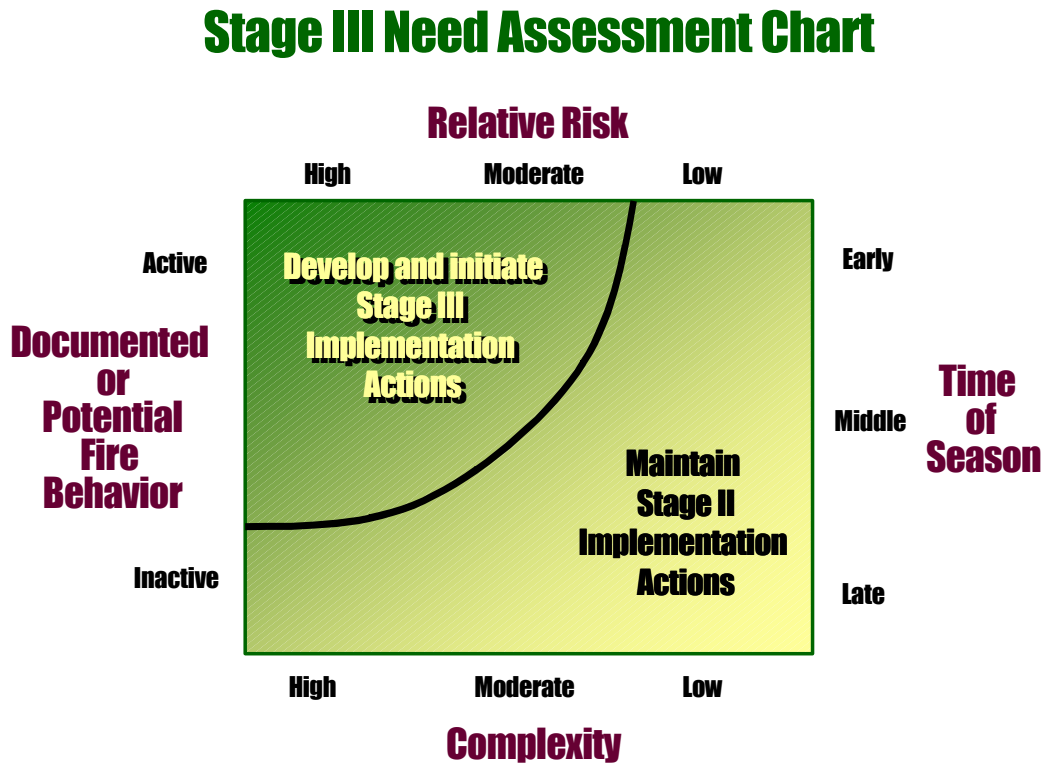 Stage III Need Assessment Chart
Relative Risk
High Moderate Low
Active
Early
Develop and initiate
Stage III
Implementation
Actions
Documented
or
Potential
Fire
Behavior
Time
of
Season
Middle
Maintain
Stage II
Implementation
Actions
Inactive
Late
High Moderate Low
Complexity